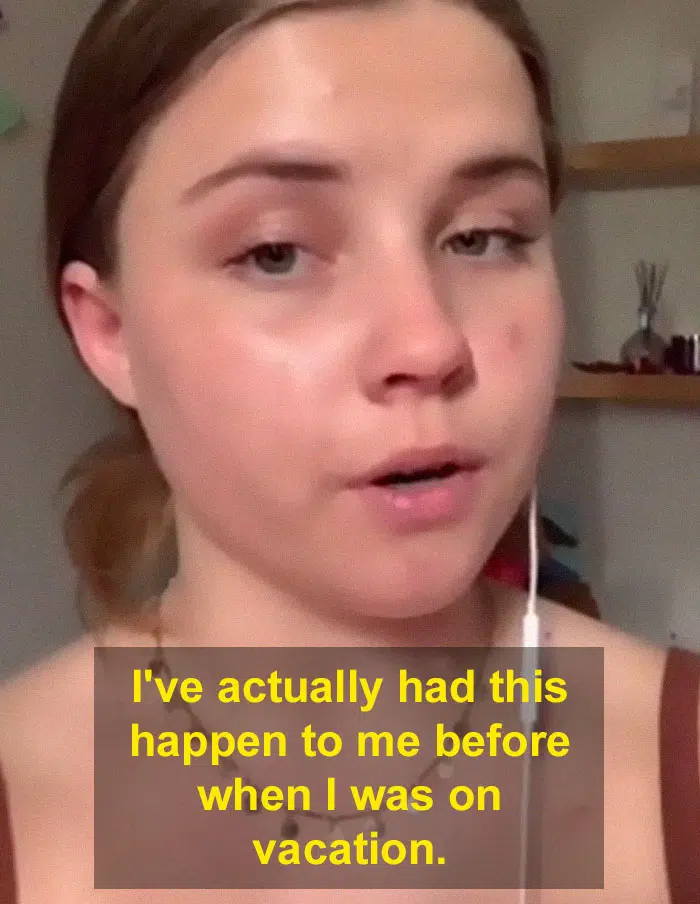 I've actually had this
happen to me before
when I was on
vacation.